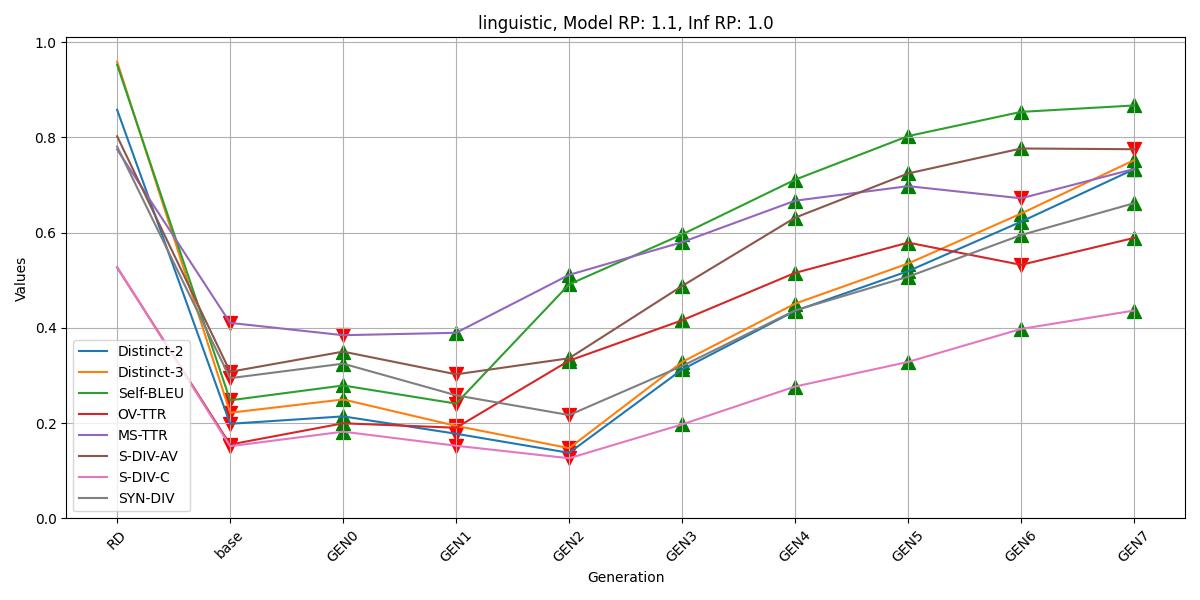 linguistic, Model RP: 1.1, Inf RP: 1.0
1.0
0.8
0.6
0.4
0.2
0.0
Values
Distinct-2
Distinct-3
Self-BLEU
OV-TTR
MS-TTR
S-DIV-AV
S-DIV-C
SYN-DIV
RD
base
GEN0
GEN1
GEN2
GEN3
GEN4
GEN5
GEN6
GEN7
Generation